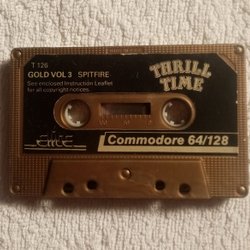 T 126
GOLD VOL 3 SPITFIRE
See enclosed Instruction Leaflet
for all copyright notices.
THRILL
TIME
elite
Commodore 64/128